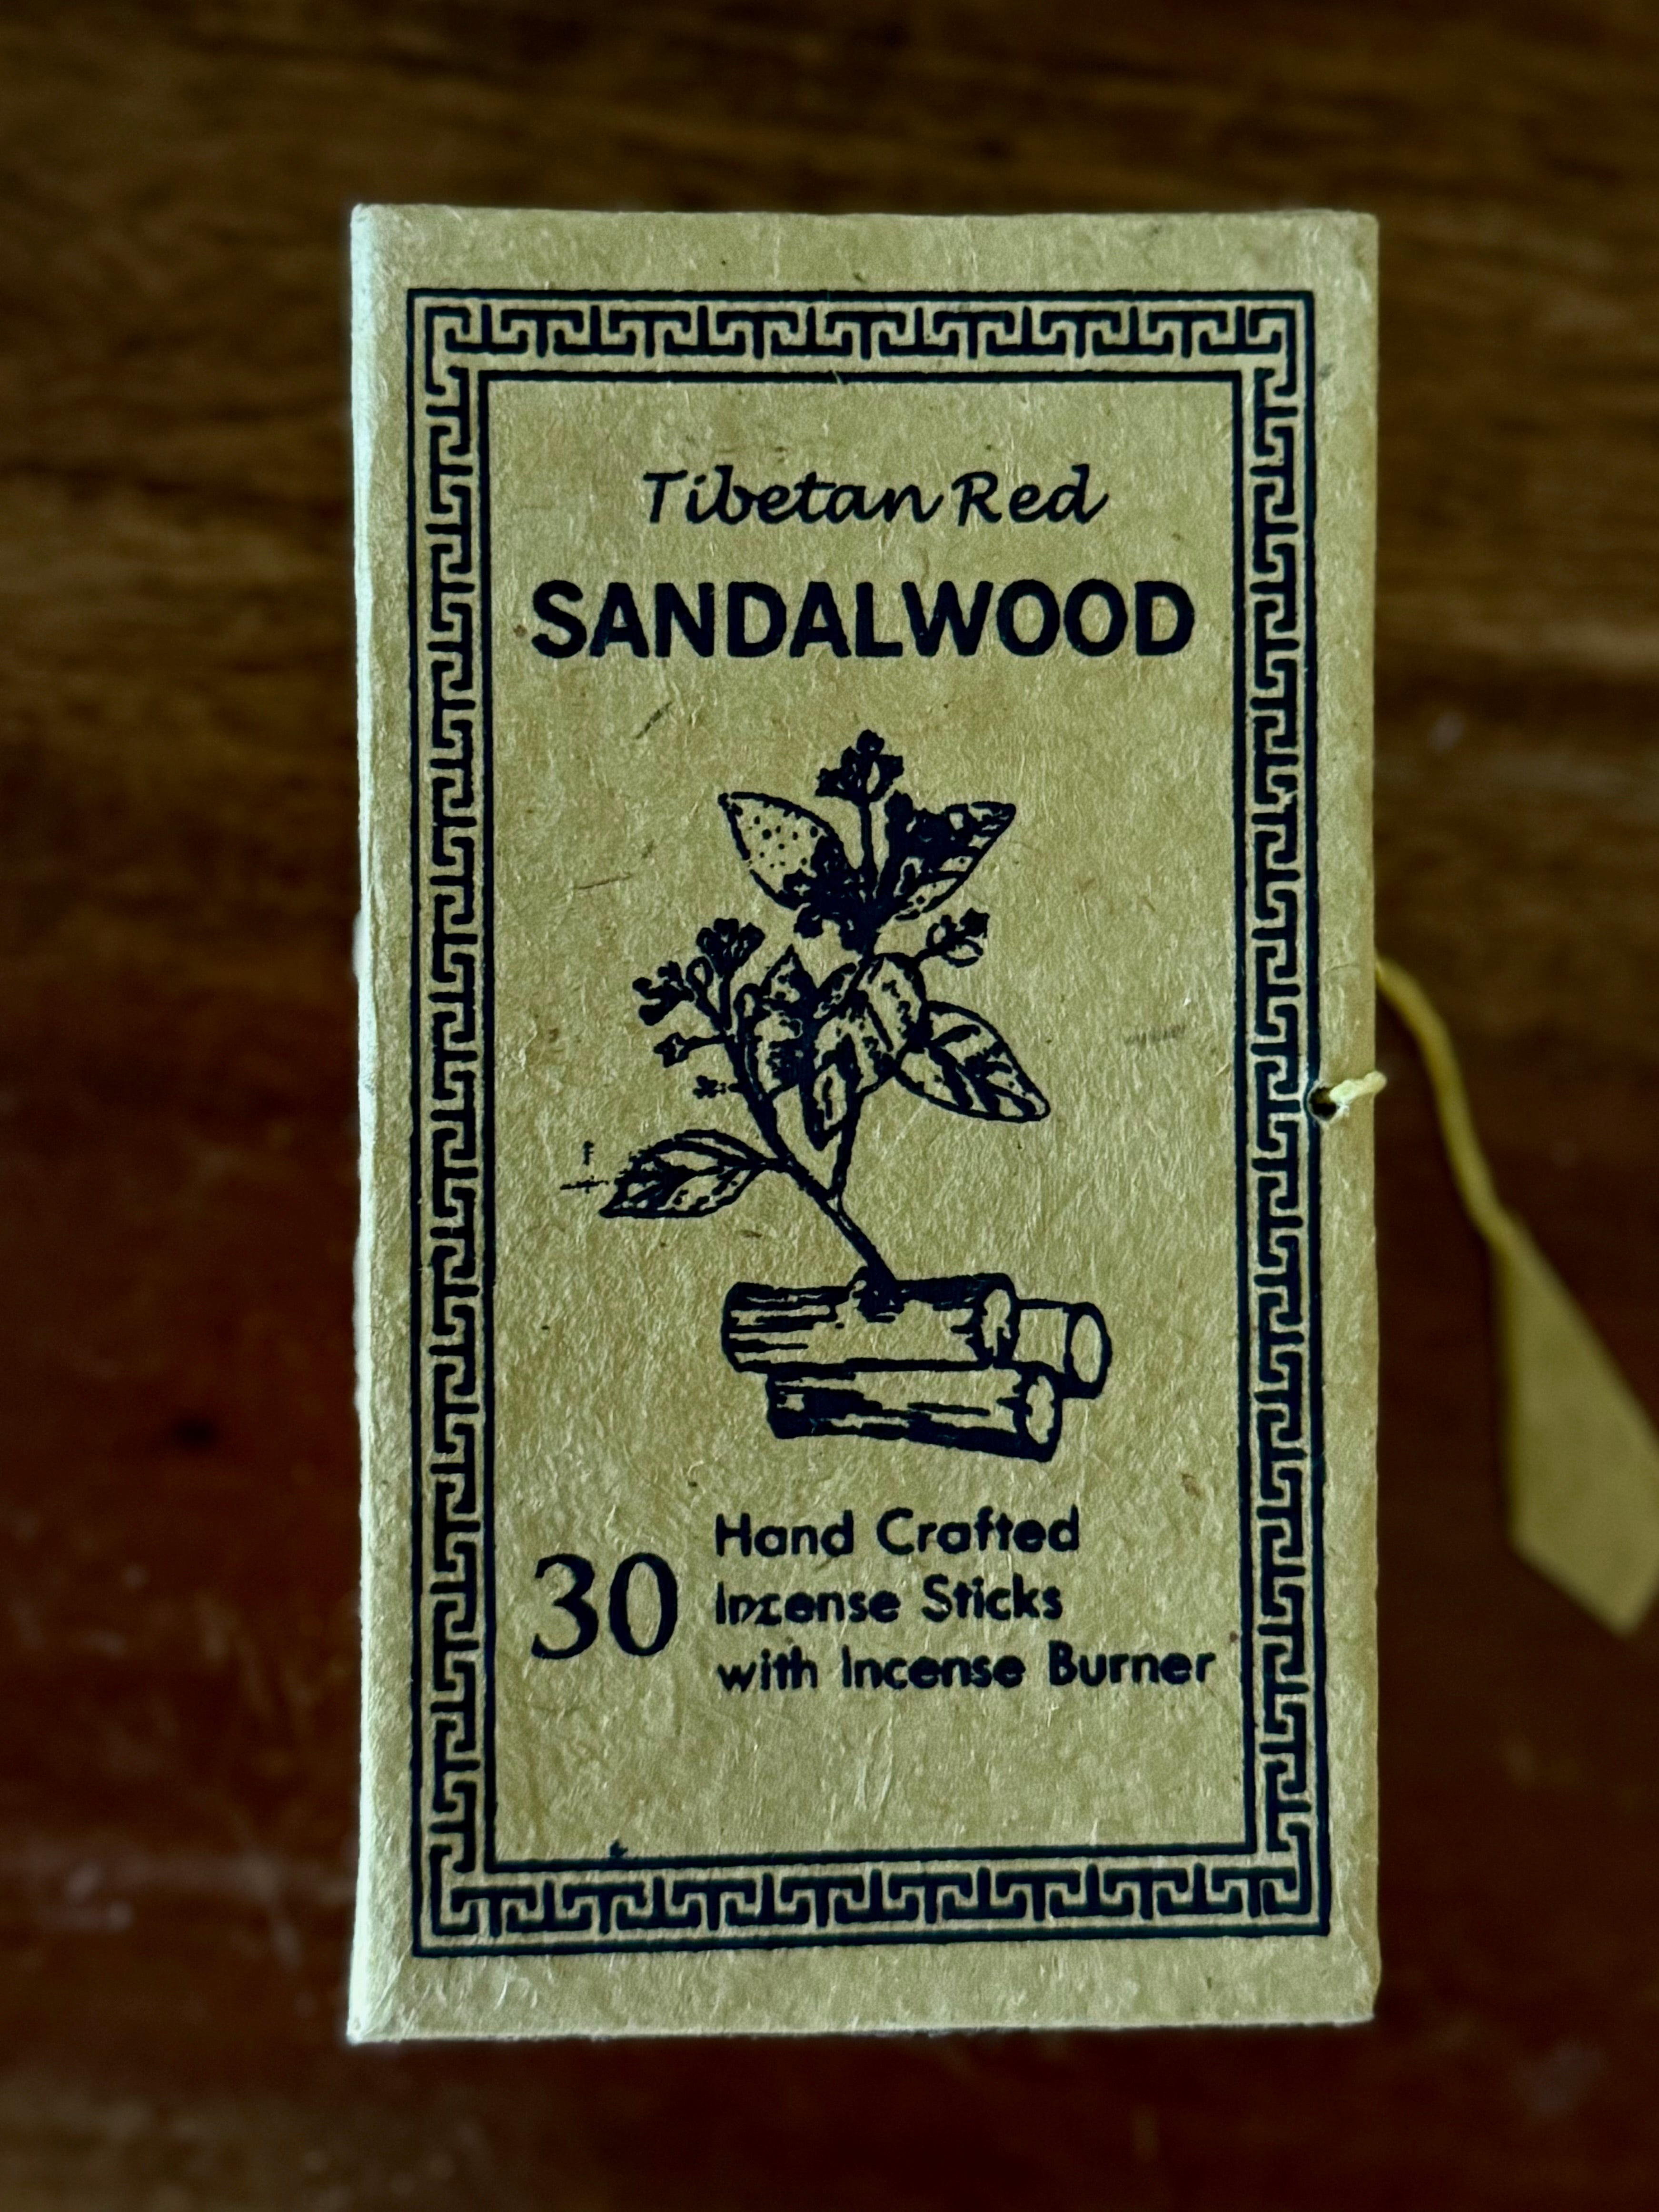 Tibetan Red
SANDALWOOD
30
Hand Crafted
Incense Sticks
with Incense Burner